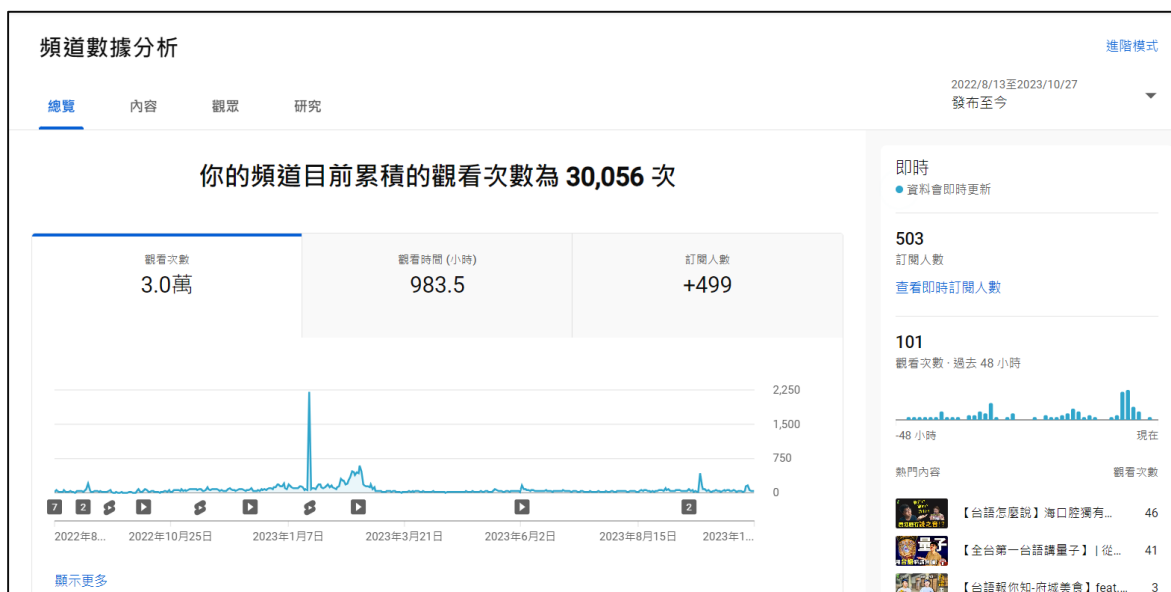 頻道數據分析
進階模式
總覽
內容
觀眾
研究
2022/8/13至2023/10/27
發布至今
你的頻道目前累積的觀看次數為 30,056 次
觀看次數
3.0萬
觀看時間 (小時)
983.5
訂閱人數
+499
2,250
1,500
750
0
7
2
2
2022年8...
2022年10月25日
2023年1月7日
2023年3月21日
2023年6月2日
2023年8月15日
2023年1...
顯示更多
即時
資料會即時更新
503
訂閱人數
查看即時訂閱人數
101
觀看次數 · 過去 48 小時
-48 小時
現在
熱門內容
觀看次數
【台語怎麼說】海口腔獨有...
46
【全台第一台語講量子】| 從...
41
【台語報你知-府城美食】feat....
3